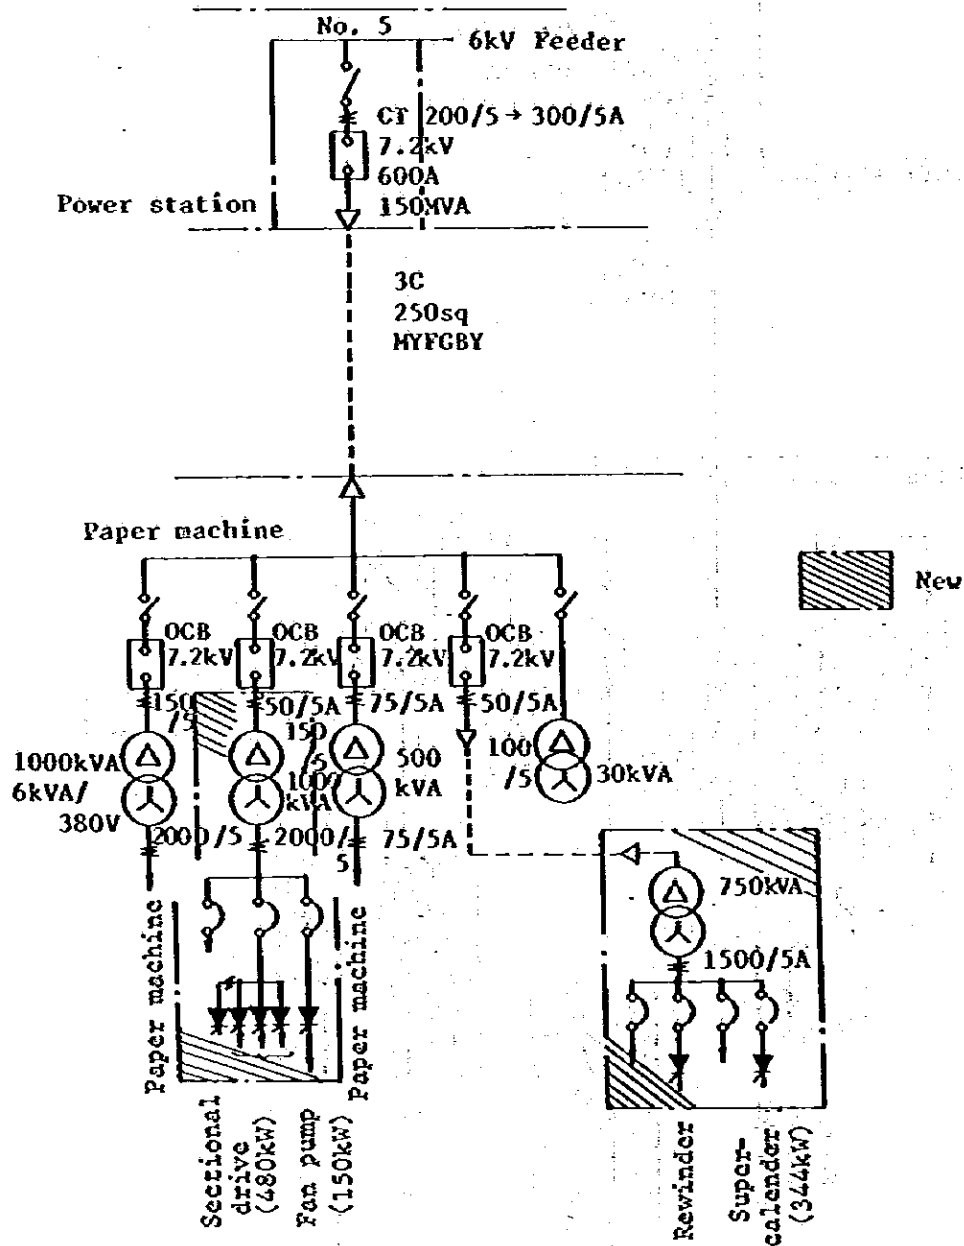 No. 5
6kV Feeder
CT 200/5→300/5A
7.2kV
600A
150MVA
Power station
3C
250sq
HYFGBY
Paper machine
New
OCB
7.2kV
OCB
7.2kV
OCB
7.2kV
OCB
7.2kV
150
/5
50/5A
150
/5
75/5A
50/5A
100
/5
1000kVA
6kVA/
380V
1000
kVA
500
kVA
30kVA
2000/5
2000/
5
75/5A
750kVA
1500/5A
Paper machine
Paper machine
Sectional
drive
(480kW)
Fan pump
(150kW)
Rewinder
Super-
calender
(344kW)